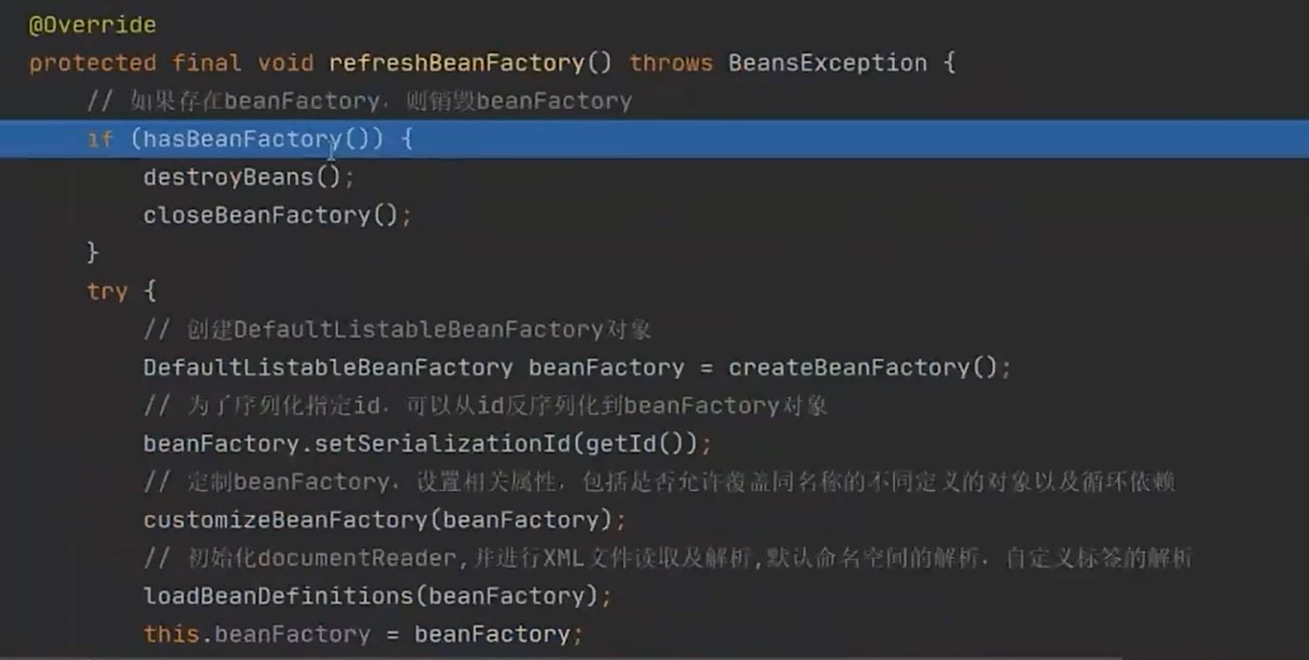 @Override
protected final void refreshBeanFactory() throws BeansException {
// 如果存在beanFactory，则销毁beanFactory
if (hasBeanFactory()) {
destroyBeans();
closeBeanFactory();
}
try {
// 创建DefaultListableBeanFactory对象
DefaultListableBeanFactory beanFactory = createBeanFactory();
// 为了序列化指定id，可以从id反序列化到beanFactory对象
beanFactory.setSerializationId(getId());
// 定制beanFactory，设置相关属性，包括是否允许覆盖同名称的不同定义的对象以及循环依赖
customizeBeanFactory(beanFactory);
// 初始化documentReader,并进行XML文件读取及解析,默认命名空间的解析，自定义标签的解析
loadBeanDefinitions(beanFactory);
this.beanFactory = beanFactory;